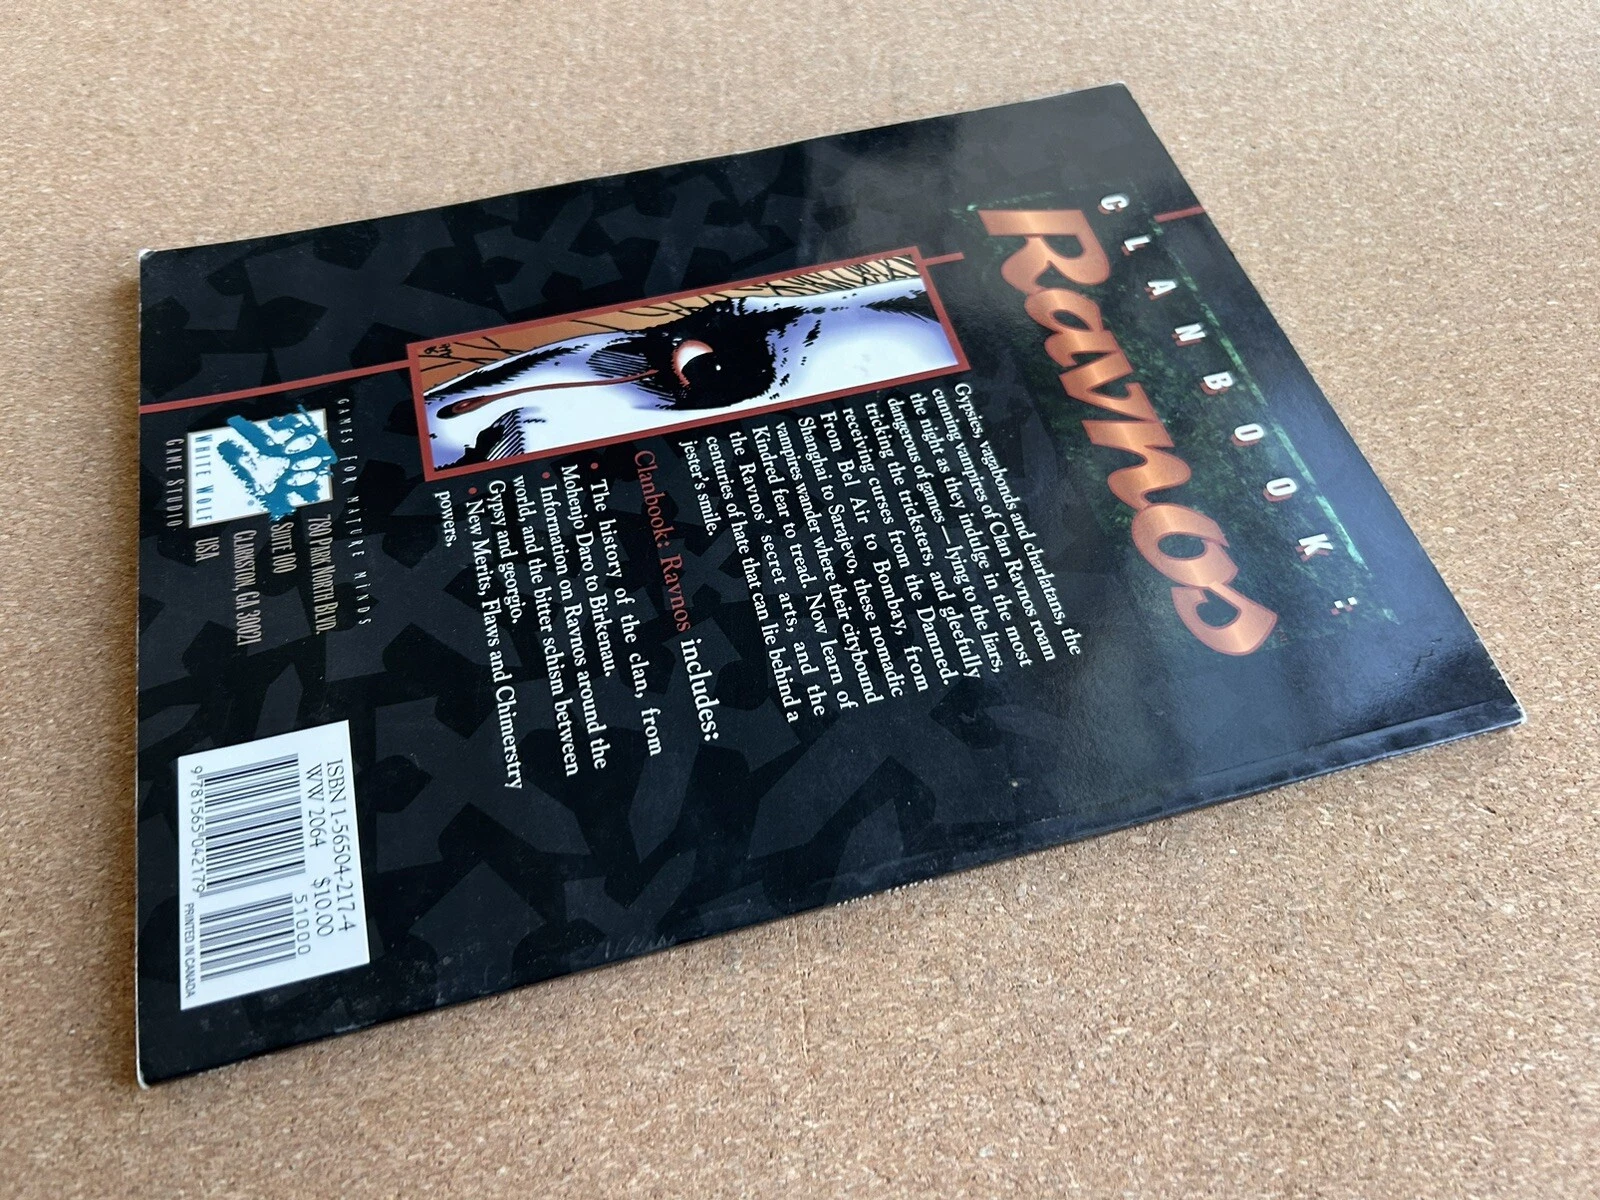 CLANBOOK:
Ravnos
Gypsies, vagabonds and charlatans, the
cunning vampires of Clan Ravnos roam
the night as they indulge in the most
dangerous of games—lying to the liars,
tricking the tricksters, and gleefully
receiving curses from the Damned.
From Bel Air to Bombay, from
Shanghai to Sarajevo, these nomadic
vampires wander where their citybound
Kindred fear to tread. Now learn of
the Ravnos' secret arts, and the
centuries of hate that can lie behind a
jester's smile.
Clanbook: Ravnos includes:
• The history of the clan, from
Mohenjo Daro to Birkenau.
• Information on Ravnos around the
world, and the bitter schism between
Gypsy and georgio.
• New Merits, Flaws and Chimerstry
powers.
GAMES FOR MATURE MINDS
WHITE WOLF
GAME STUDIO
780 PARK NORTH BLVD.
SUITE 100
CLARKSTON, GA 30021
USA
ISBN 1-56504-217-4
WW 2064 $10.00
51000
9781565042179
PRINTED IN CANADA